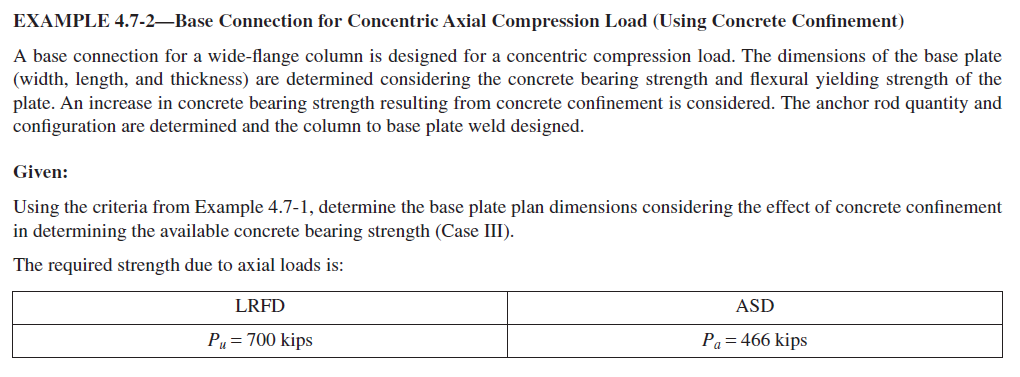 EXAMPLE 4.7-2—Base Connection for Concentric Axial Compression Load (Using Concrete Confinement)
A base connection for a wide-flange column is designed for a concentric compression load. The dimensions of the base plate
(width, length, and thickness) are determined considering the concrete bearing strength and flexural yielding strength of the
plate. An increase in concrete bearing strength resulting from concrete confinement is considered. The anchor rod quantity and
configuration are determined and the column to base plate weld designed.
Given:
Using the criteria from Example 4.7-1, determine the base plate plan dimensions considering the effect of concrete confinement
in determining the available concrete bearing strength (Case III).
The required strength due to axial loads is:
LRFD ASD
Pu = 700 kips Pa = 466 kips